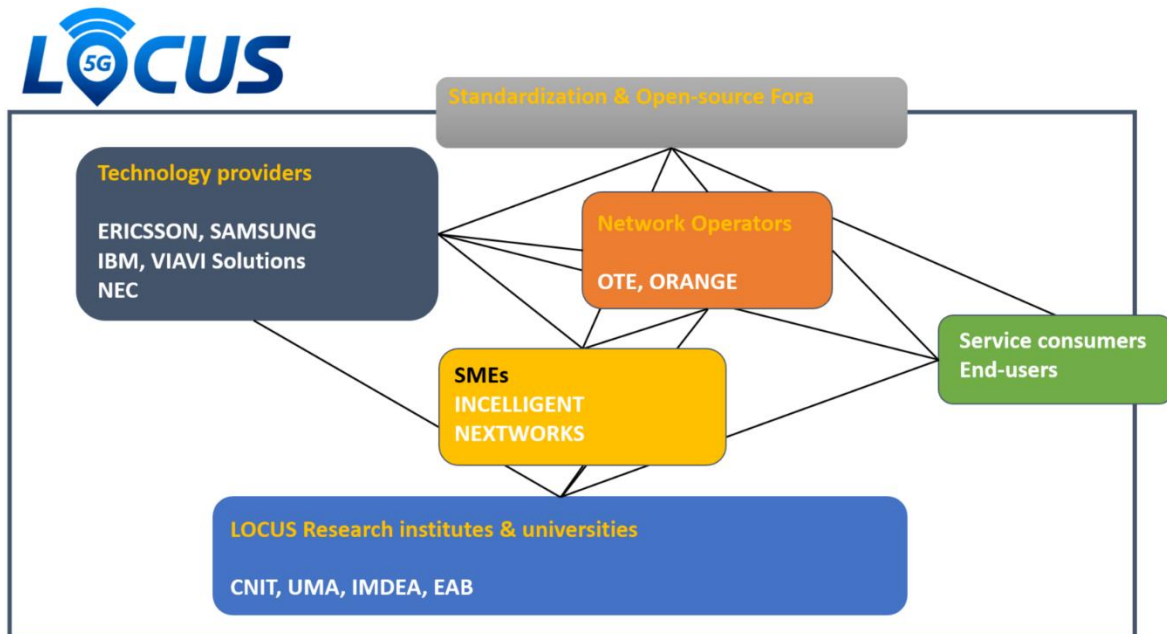 LOCUS
5G
Standardization & Open-source Fora
Technology providers
ERICSSON, SAMSUNG
IBM, VIAVI Solutions
NEC
Network Operators
OTE, ORANGE
Service consumers
End-users
SMEs
INCELLIGENT
NEXTWORKS
LOCUS Research institutes & universities
CNIT, UMA, IMDEA, EAB